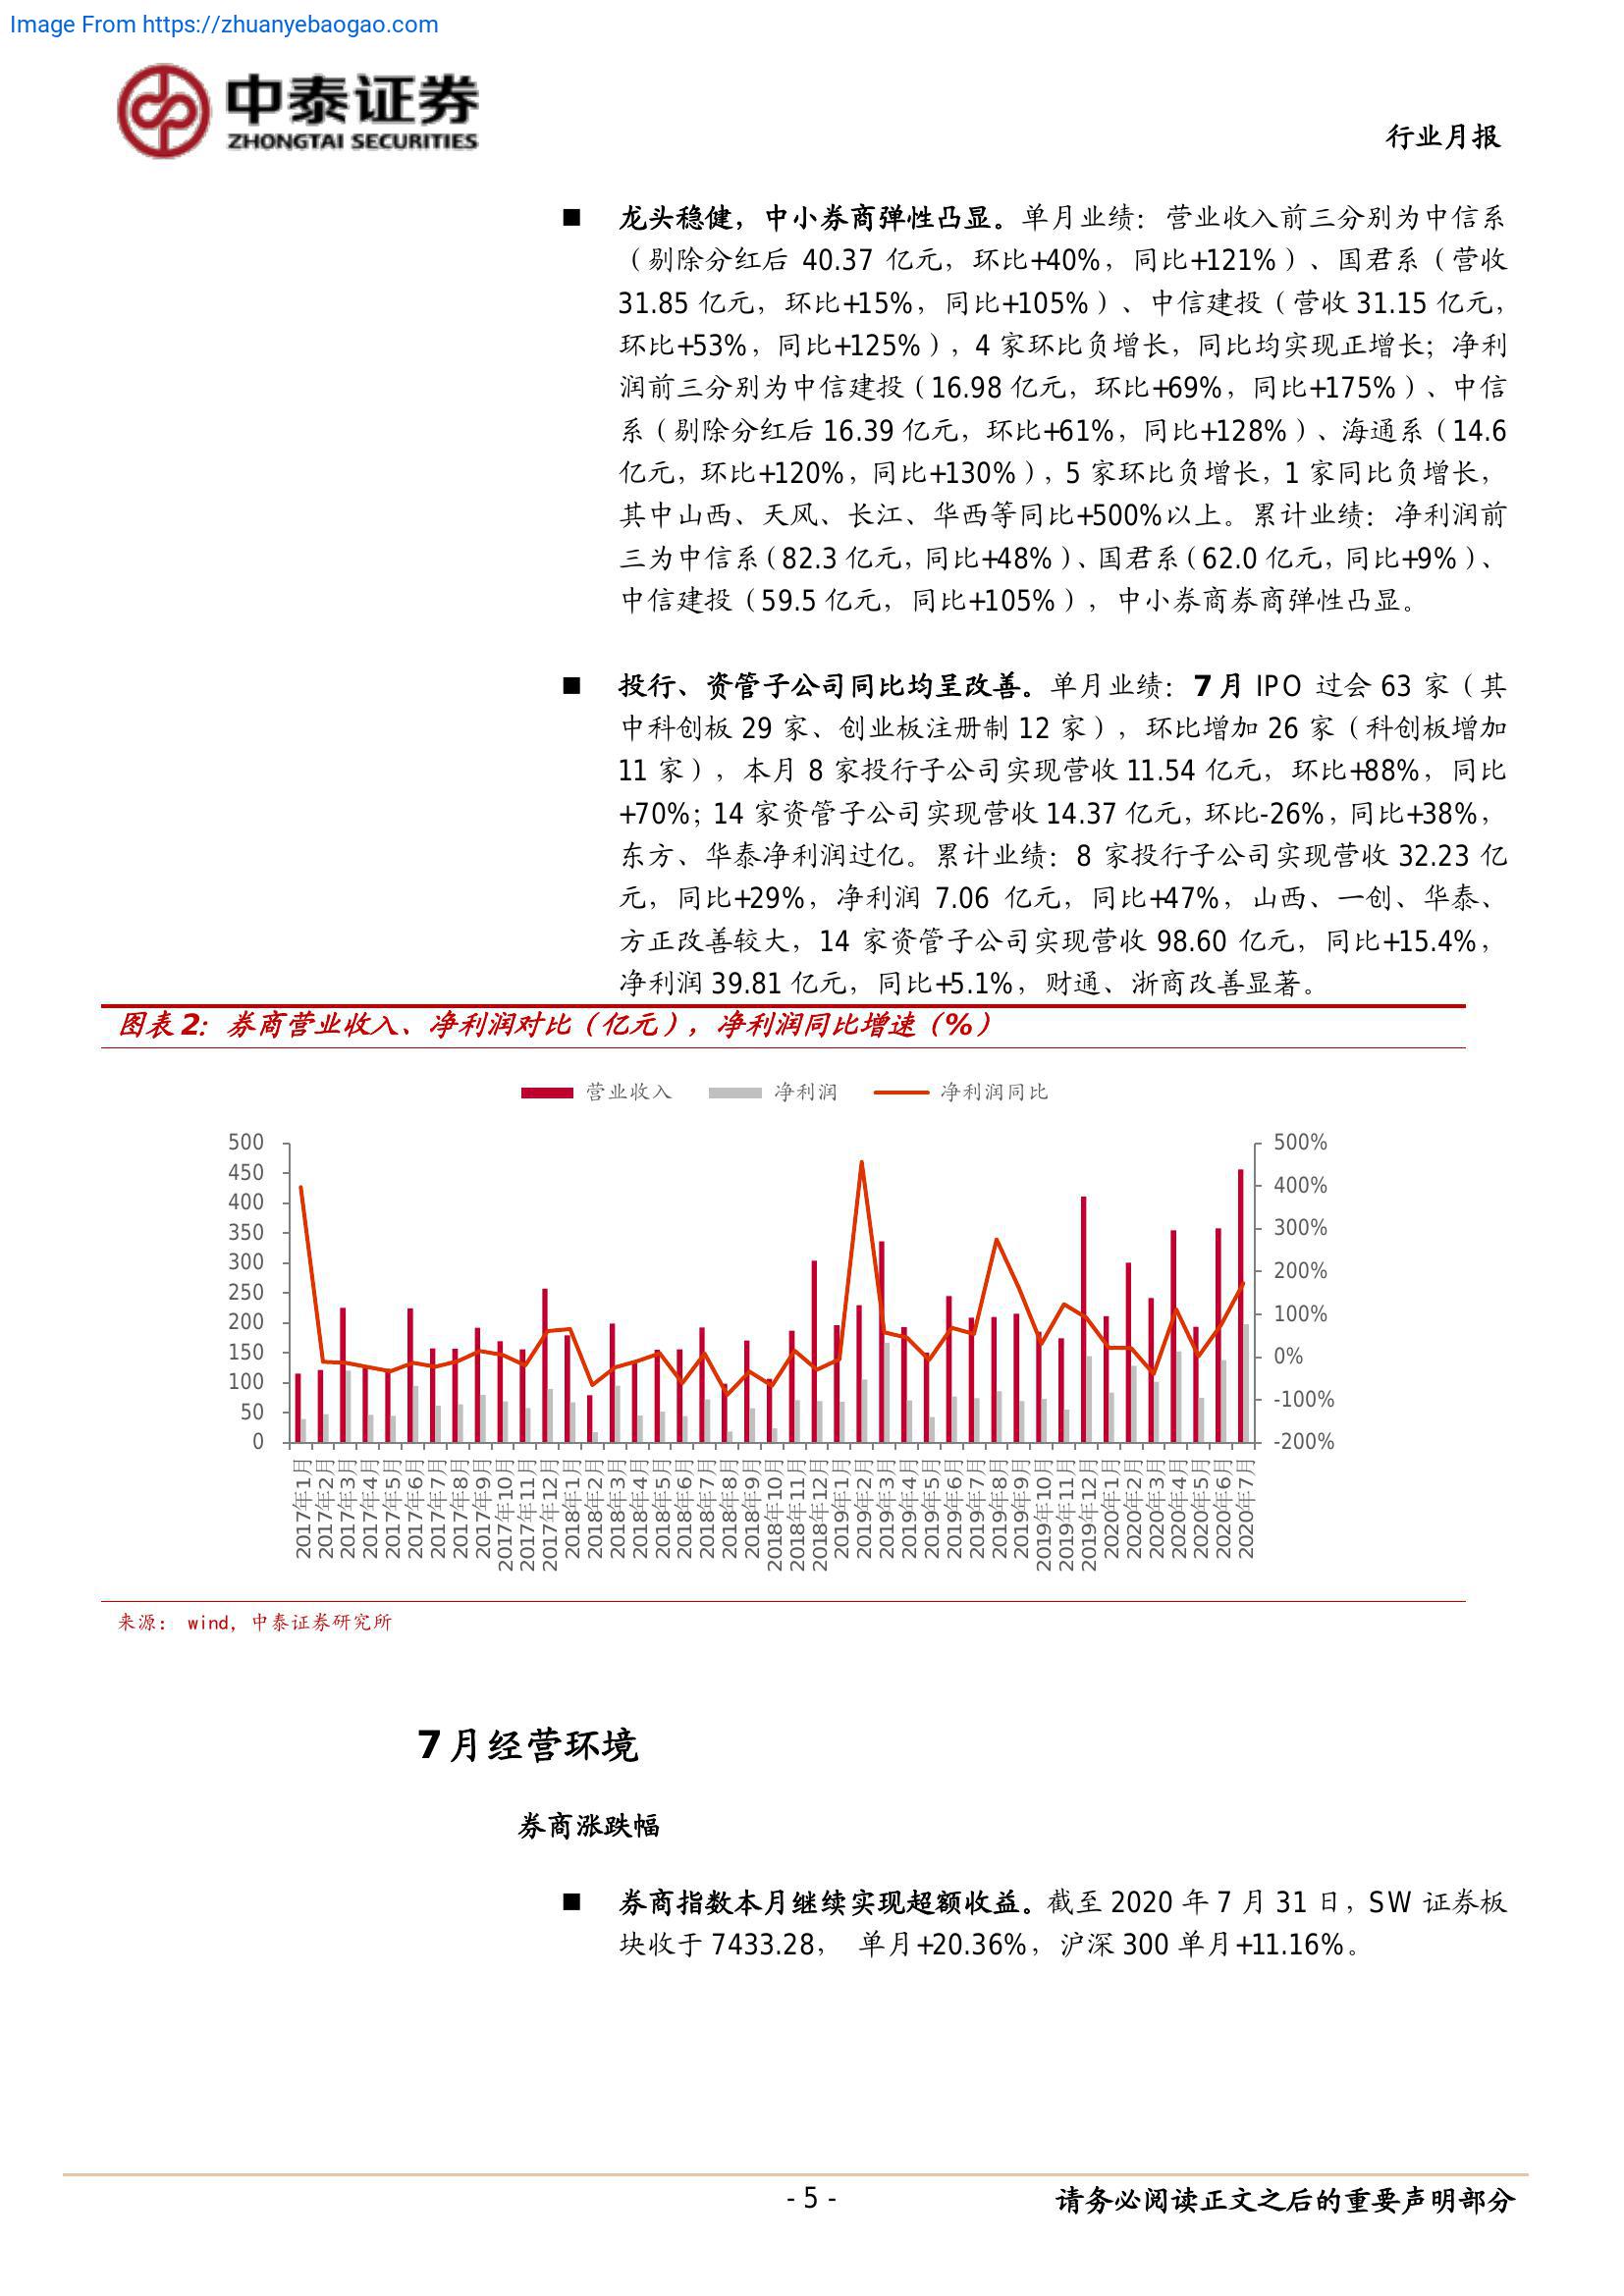 Image From https://zhuanyebaogao.com
中泰证券
ZHONGTAI SECURITIES
行业月报
■ 龙头稳健，中小券商弹性凸显。单月业绩：营业收入前三分别为中信系
（剔除分红后 40.37 亿元，环比+40%，同比+121%）、国君系（营收
31.85 亿元，环比+15%，同比+105%）、中信建投（营收 31.15 亿元，
环比+53%，同比+125%），4 家环比负增长，同比均实现正增长；净利
润前三分别为中信建投（16.98 亿元，环比+69%，同比+175%）、中信
系（剔除分红后 16.39 亿元，环比+61%，同比+128%）、海通系（14.6
亿元，环比+120%，同比+130%），5 家环比负增长，1 家同比负增长，
其中山西、天风、长江、华西等同比+500%以上。累计业绩：净利润前
三为中信系（82.3 亿元，同比+48%）、国君系（62.0 亿元，同比+9%）、
中信建投（59.5 亿元，同比+105%），中小券商券商弹性凸显。
■ 投行、资管子公司同比均呈改善。单月业绩：7 月 IPO 过会 63 家（其
中科创板 29 家、创业板注册制 12 家），环比增加 26 家（科创板增加
11 家），本月 8 家投行子公司实现营收 11.54 亿元，环比+88%，同比
+70%；14 家资管子公司实现营收 14.37 亿元，环比-26%，同比+38%，
东方、华泰净利润过亿。累计业绩：8 家投行子公司实现营收 32.23 亿
元，同比+29%，净利润 7.06 亿元，同比+47%，山西、一创、华泰、
方正改善较大，14 家资管子公司实现营收 98.60 亿元，同比+15.4%，
净利润 39.81 亿元，同比+5.1%，财通、浙商改善显著。
图表 2：券商营业收入、净利润对比（亿元），净利润同比增速（%）
营业收入 净利润 净利润同比
500 500%
450
400 400%
350
300 300%
250 200%
200
150 100%
100 0%
50 -100%
0 -200%
2017年1月
2017年2月
2017年3月
2017年4月
2017年5月
2017年6月
2017年7月
2017年8月
2017年9月
2017年10月
2017年11月
2017年12月
2018年1月
2018年2月
2018年3月
2018年4月
2018年5月
2018年6月
2018年7月
2018年8月
2018年9月
2018年10月
2018年11月
2018年12月
2019年1月
2019年2月
2019年3月
2019年4月
2019年5月
2019年6月
2019年7月
2019年8月
2019年9月
2019年10月
2019年11月
2019年12月
2020年1月
2020年2月
2020年3月
2020年4月
2020年5月
2020年6月
2020年7月
来源： wind，中泰证券研究所
7 月经营环境
券商涨跌幅
■ 券商指数本月继续实现超额收益。截至 2020 年 7 月 31 日，SW 证券板
块收于 7433.28， 单月+20.36%，沪深 300 单月+11.16%。
- 5 -
请务必阅读正文之后的重要声明部分